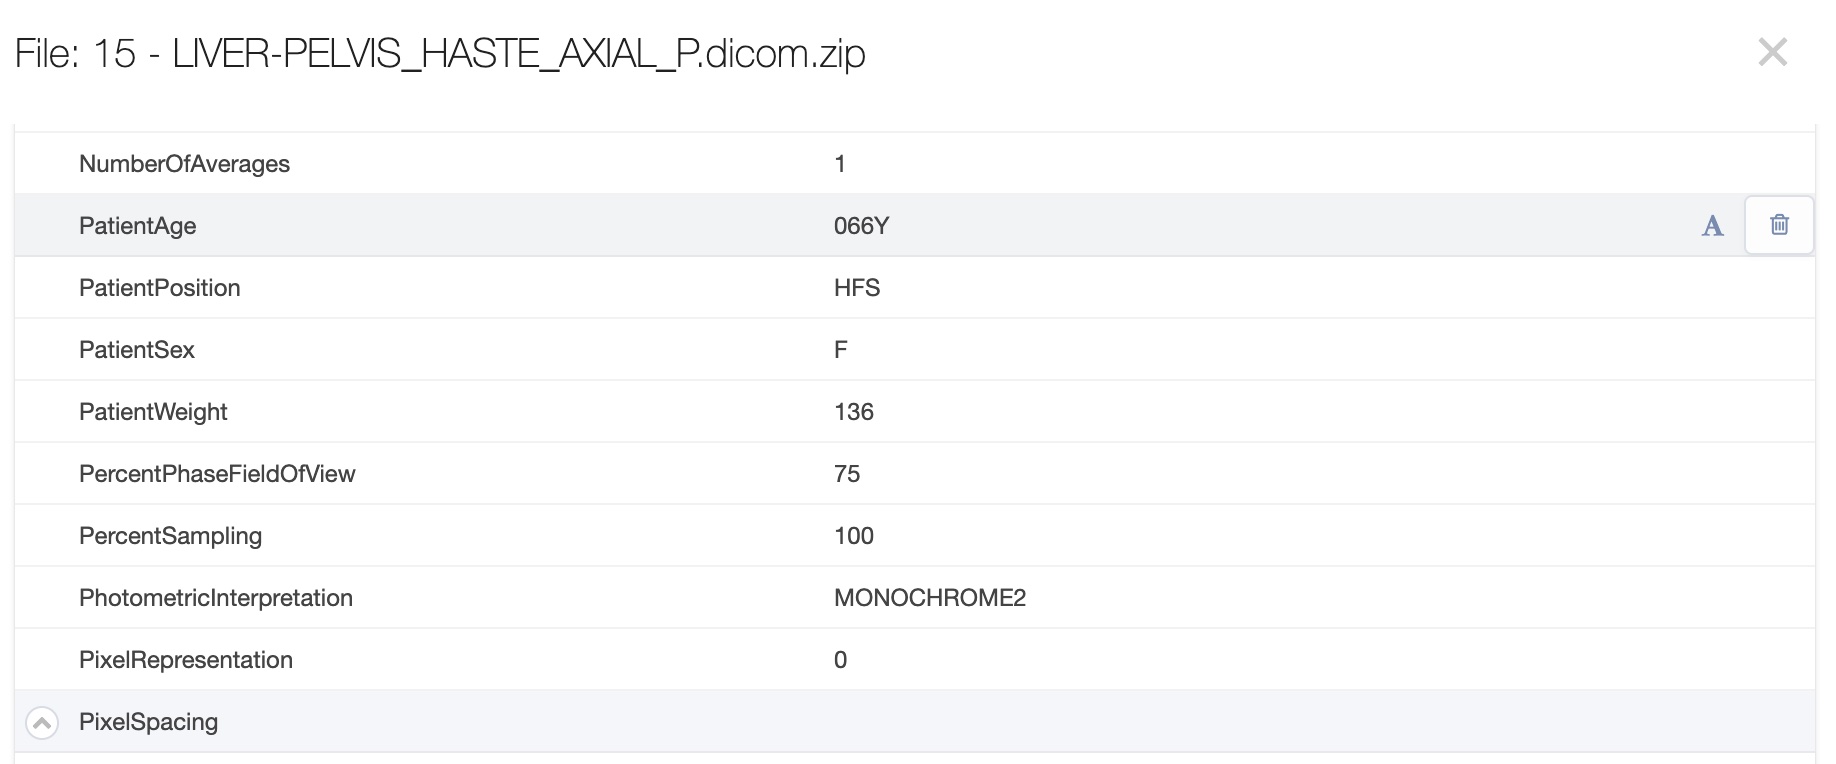 File: 15 - LIVER-PELVIS_HASTE_AXIAL_P.dicom.zip
NumberOfAverages 1
PatientAge 066Y A
PatientPosition HFS
PatientSex F
PatientWeight 136
PercentPhaseFieldOfView 75
PercentSampling 100
PhotometricInterpretation MONOCHROME2
PixelRepresentation 0
PixelSpacing